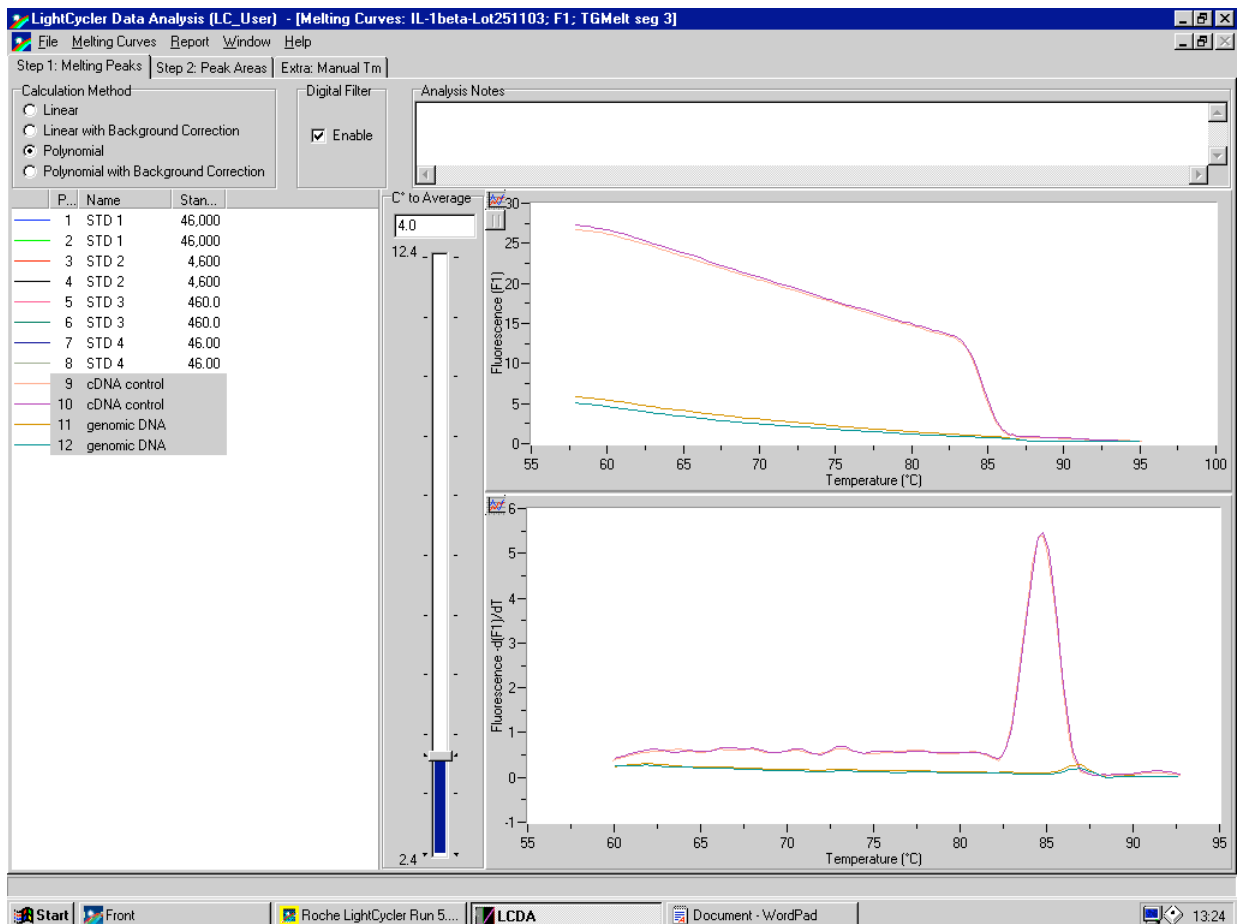 LightCycler Data Analysis (LC_User) - [Melting Curves: IL-1beta-Lot251103; F1; TGMelt seg 3]
File Melting Curves Report Window Help
Step 1: Melting Peaks Step 2: Peak Areas Extra: Manual Tm
Calculation Method
Linear
Linear with Background Correction
Polynomial
Polynomial with Background Correction
Digital Filter
Enable
Analysis Notes
P... Name Stan...
1 STD 1 46,000
2 STD 1 46,000
3 STD 2 4,600
4 STD 2 4,600
5 STD 3 460.0
6 STD 3 460.0
7 STD 4 46.00
8 STD 4 46.00
9 cDNA control
10 cDNA control
11 genomic DNA
12 genomic DNA
C° to Average
4.0
12.4
2.4
30
25
20
15
10
5
0
Fluorescence (F1)
55 60 65 70 75 80 85 90 95 100
Temperature (°C)
6
5
4
3
2
1
0
-1
Fluorescence -d(F1)/dT
55 60 65 70 75 80 85 90 95
Temperature (°C)
Start Front Roche LightCycler Run 5.... LCDA Document - WordPad 13:24